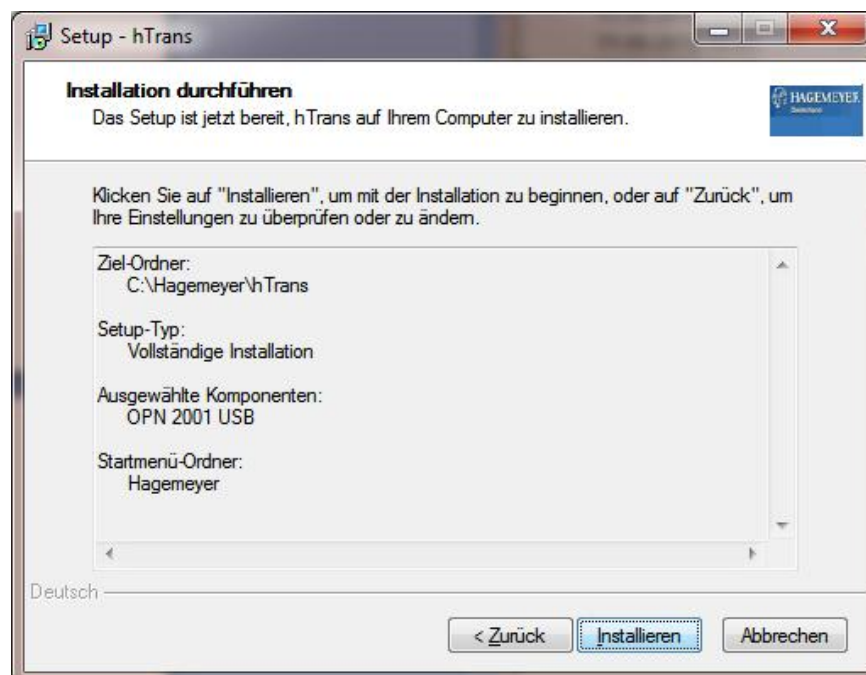 Setup - hTrans
Installation durchführen
Das Setup ist jetzt bereit, hTrans auf Ihrem Computer zu installieren.
HAGEMEYER
Deutschland
Klicken Sie auf "Installieren", um mit der Installation zu beginnen, oder auf "Zurück", um
Ihre Einstellungen zu überprüfen oder zu ändern.
Ziel-Ordner:
C:\Hagemeyer\hTrans
Setup-Typ:
Vollständige Installation
Ausgewählte Komponenten:
OPN 2001 USB
Startmenü-Ordner:
Hagemeyer
Deutsch
< Zurück
Installieren
Abbrechen